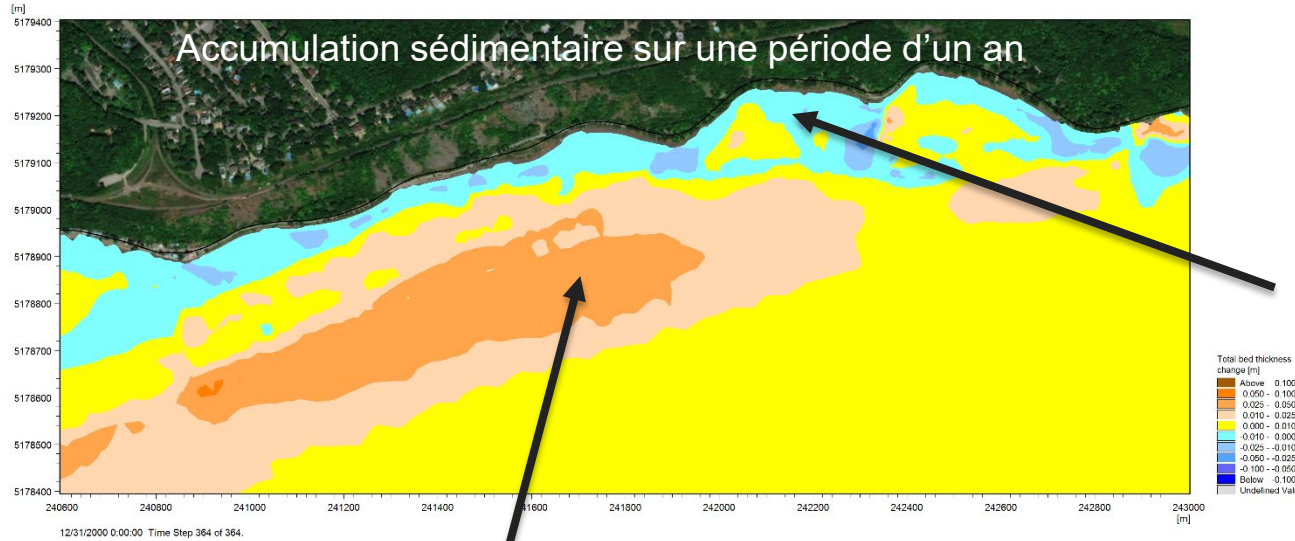 [m]
Accumulation sédimentaire sur une période d'un an
5179400
5179300
5179200
5179100
5179000
5178900
5178800
5178700
5178600
5178500
5178400
240600 240800 241000 241200 241400 241600 241800 242000 242200 242400 242600 242800 243000
[m]
12/31/2000 0:00:00 Time Step 364 of 364.
Total bed thickness
change [m]
Above 0.100
0.050 - 0.100
0.025 - 0.050
0.010 - 0.025
0.000 - 0.010
-0.010 - 0.000
-0.025 - -0.010
-0.050 - -0.025
-0.100 - -0.050
Below -0.100
Undefined Val